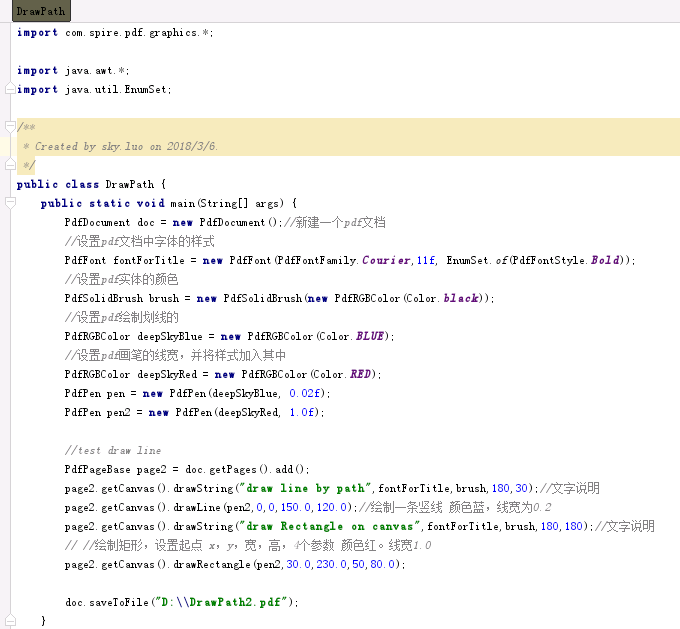 DrawPath
import com.spire.pdf.graphics.*;
import java.awt.*;
import java.util.EnumSet;
/**
* Created by sky.luo on 2018/3/6.
*/
public class DrawPath {
public static void main(String[] args) {
PdfDocument doc = new PdfDocument();//新建一个pdf文档
//设置pdf文档中字体的样式
PdfFont fontForTitle = new PdfFont(PdfFontFamily.Courier,11f, EnumSet.of(PdfFontStyle.Bold));
//设置pdf实体的颜色
PdfSolidBrush brush = new PdfSolidBrush(new PdfRGBColor(Color.black));
//设置pdf绘制划线的
PdfRGBColor deepSkyBlue = new PdfRGBColor(Color.BLUE);
//设置pdf画笔的线宽，并将样式加入其中
PdfRGBColor deepSkyRed = new PdfRGBColor(Color.RED);
PdfPen pen = new PdfPen(deepSkyBlue, 0.02f);
PdfPen pen2 = new PdfPen(deepSkyRed, 1.0f);
//test draw line
PdfPageBase page2 = doc.getPages().add();
page2.getCanvas().drawString("draw line by path",fontForTitle,brush,180,30);//文字说明
page2.getCanvas().drawLine(pen2,0,0,150.0,120.0);//绘制一条竖线 颜色蓝，线宽为0.2
page2.getCanvas().drawString("draw Rectangle on canvas",fontForTitle,brush,180,180);//文字说明
// //绘制矩形，设置起点 x，y，宽，高，4个参数 颜色红。线宽1.0
page2.getCanvas().drawRectangle(pen2,30.0,230.0,50,80.0);
doc.saveToFile("D:\\DrawPath2.pdf");
}